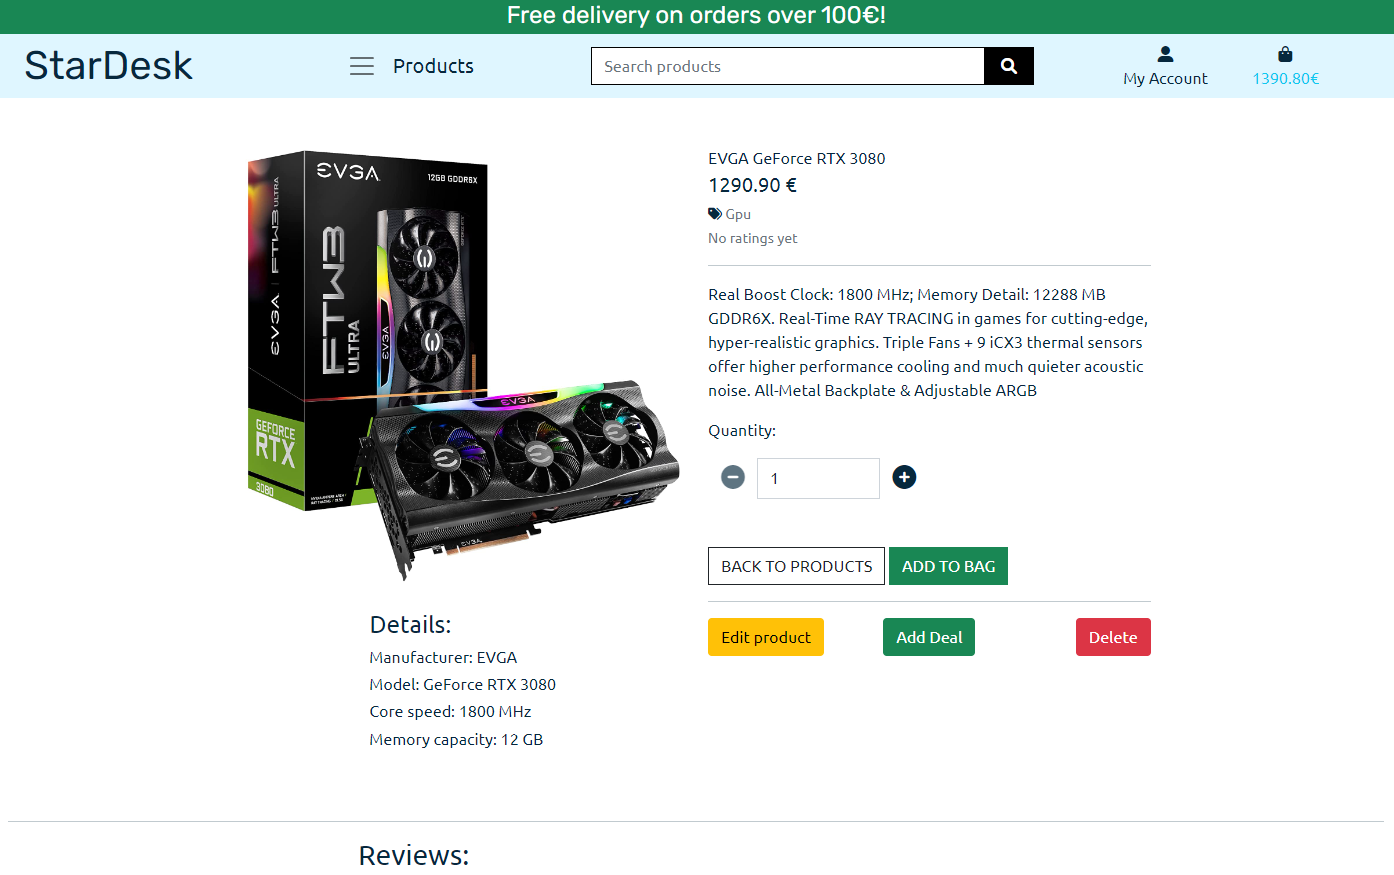 Free delivery on orders over 100€!
StarDesk
Products
Search products
My Account
1390.80€
EVGA
12GB GDDR6X
EVGA | FTW3 ULTRA
FTW3
ULTRA
EVGA
GEFORCE
RTX
3080
EVGA
EVGA
EVGA GeForce RTX 3080
1290.90 €
Gpu
No ratings yet
Real Boost Clock: 1800 MHz; Memory Detail: 12288 MB
GDDR6X. Real-Time RAY TRACING in games for cutting-edge,
hyper-realistic graphics. Triple Fans + 9 iCX3 thermal sensors
offer higher performance cooling and much quieter acoustic
noise. All-Metal Backplate & Adjustable ARGB
Quantity:
1
BACK TO PRODUCTS
ADD TO BAG
Edit product
Add Deal
Delete
Details:
Manufacturer: EVGA
Model: GeForce RTX 3080
Core speed: 1800 MHz
Memory capacity: 12 GB
Reviews: